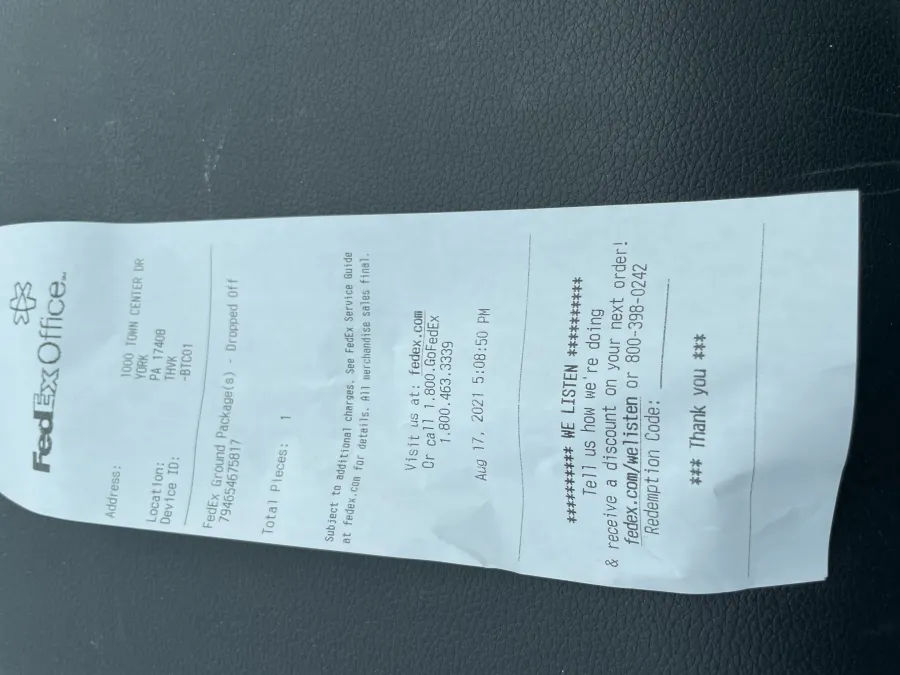 FedEx Office℠
Address: 1000 TOWN CENTER DR
YORK
PA 17408
Location: THVK
Device ID: -BTC01
FedEx Ground Package(s) - Dropped Off
794654675817
Total Pieces: 1
Subject to additional charges. See FedEx Service Guide
at fedex.com for details. All merchandise sales final.
Visit us at: fedex.com
Or call 1.800.GoFedEx
1.800.463.3339
Aug 17, 2021 5:08:50 PM
********** WE LISTEN **********
Tell us how we're doing
& receive a discount on your next order!
fedex.com/welisten or 800-398-0242
Redemption Code: ____________
*** Thank you ***